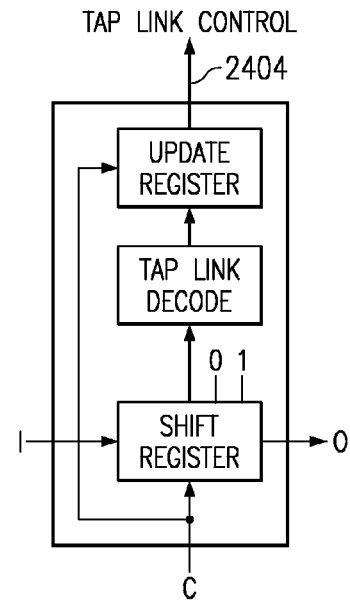 TAP LINK CONTROL
2404
UPDATE
REGISTER
TAP LINK
DECODE
0 1
I
SHIFT
REGISTER
O
C